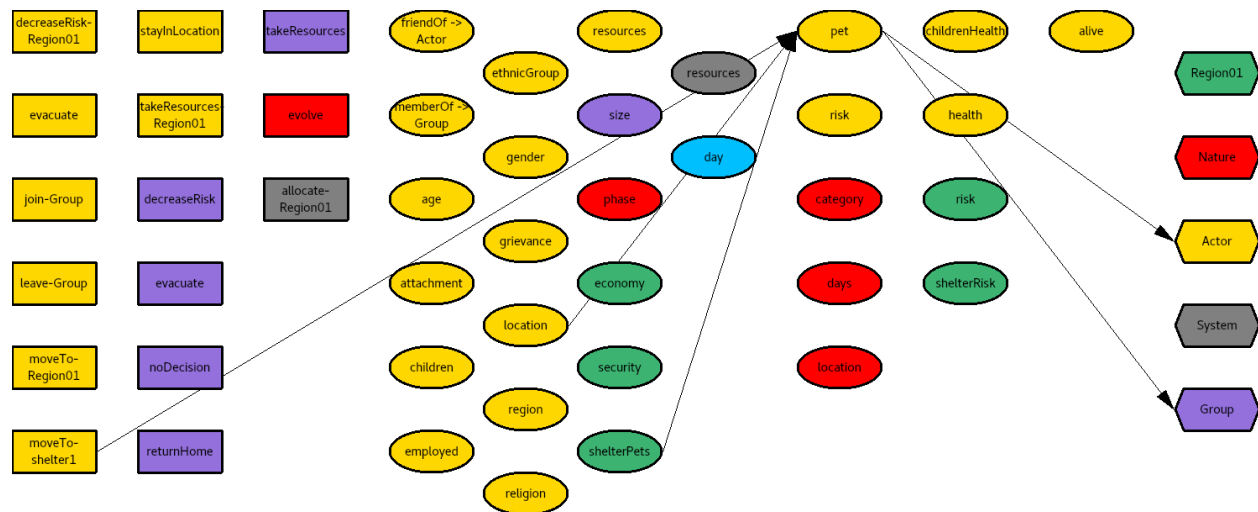 decreaseRisk-
Region01
stayInLocation
takeResources
friendOf ->
Actor
resources
pet
childrenHealth
alive
ethnicGroup
resources
Region01
evacuate
takeResources-
Region01
evolve
memberOf ->
Group
size
risk
health
gender
day
Nature
join-Group
decreaseRisk
allocate-
Region01
age
phase
category
risk
grievance
Actor
leave-Group
evacuate
attachment
economy
days
shelterRisk
location
System
moveTo-
Region01
noDecision
children
security
location
region
Group
moveTo-
shelter1
returnHome
employed
shelterPets
religion